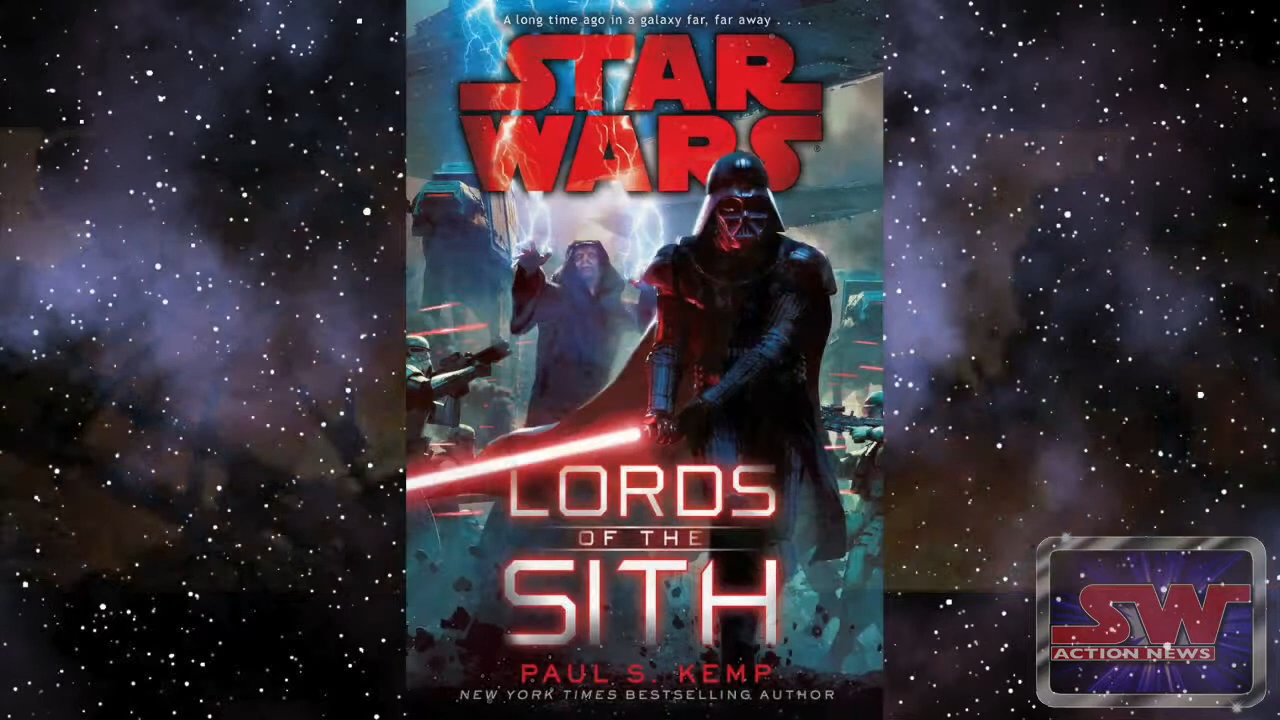 A long time ago in a galaxy far, far away . . . .
STAR
WARS®
LORDS
OF THE
SITH
PAUL S. KEMP
NEW YORK TIMES BESTSELLING AUTHOR
SW
ACTION NEWS